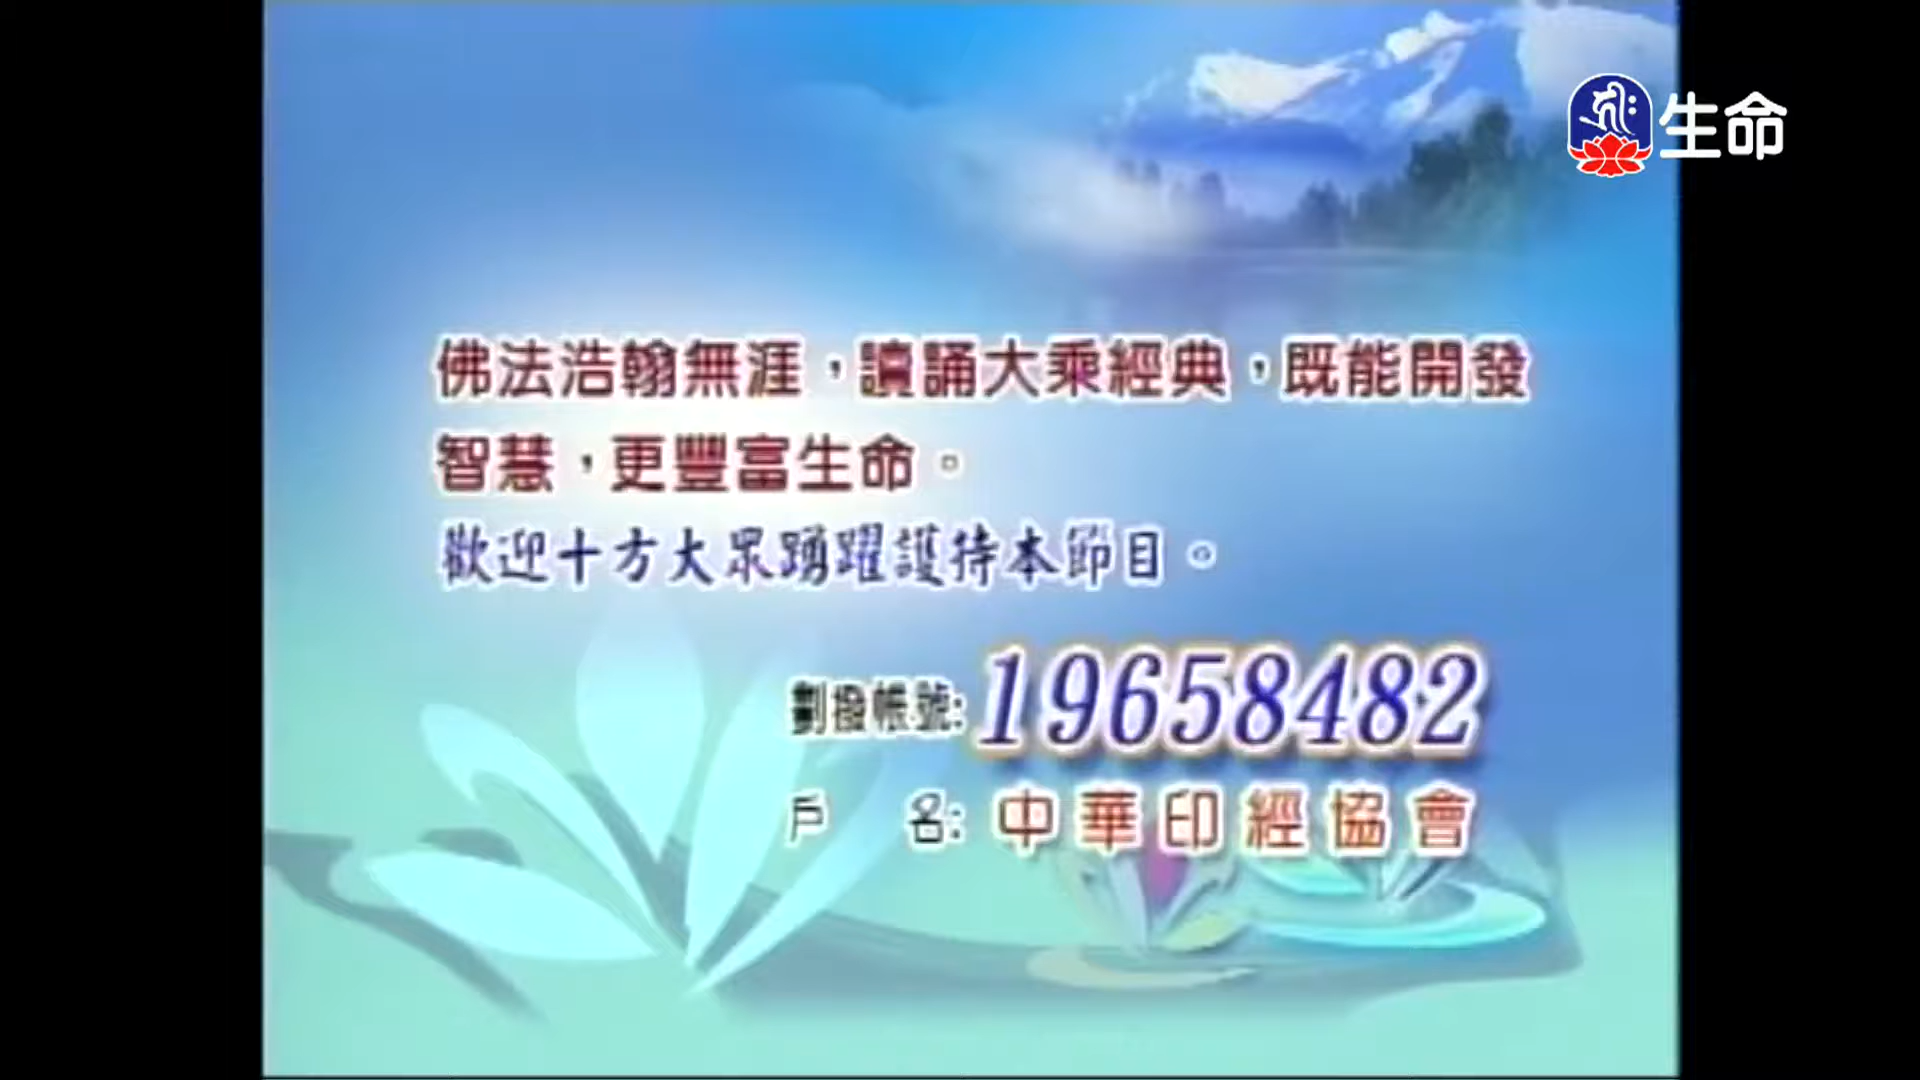 生命
佛法浩翰無涯，讀誦大乘經典，既能開發
智慧，更豐富生命。
歡迎十方大眾踴躍護持本節目。
劃撥帳號:19658482
戶 名:中華印經協會